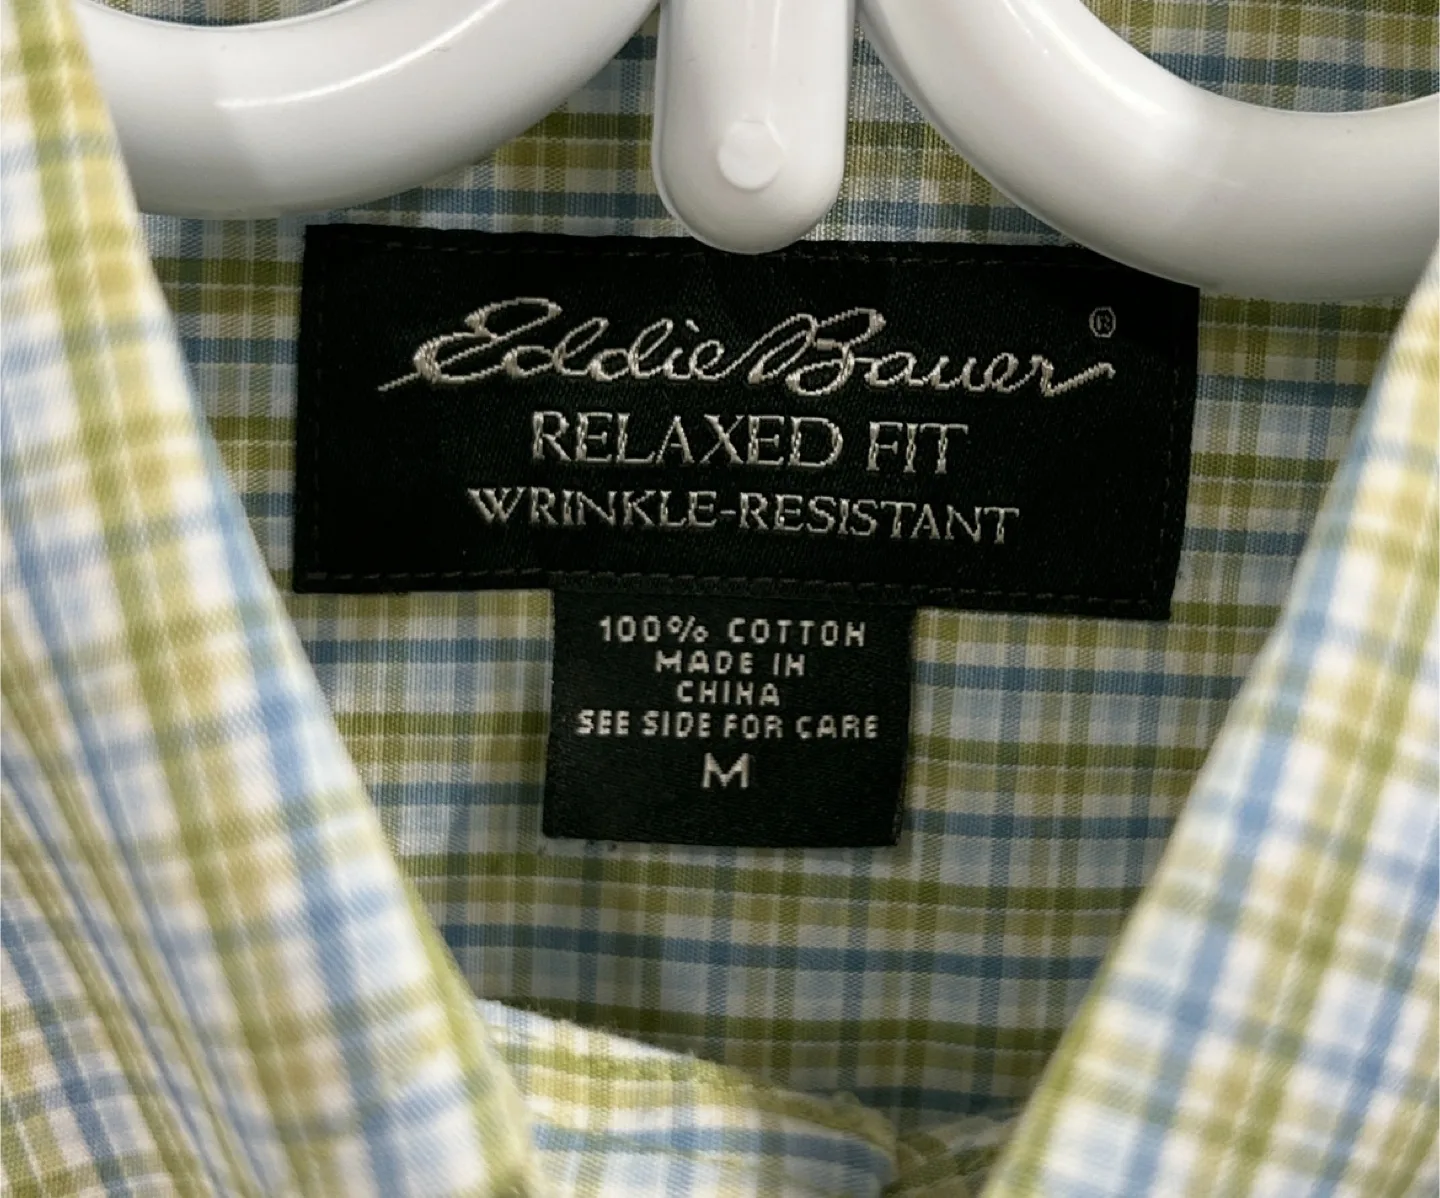 Eddie Bauer ®
RELAXED FIT
WRINKLE-RESISTANT
100% COTTON
MADE IN
CHINA
SEE SIDE FOR CARE
M